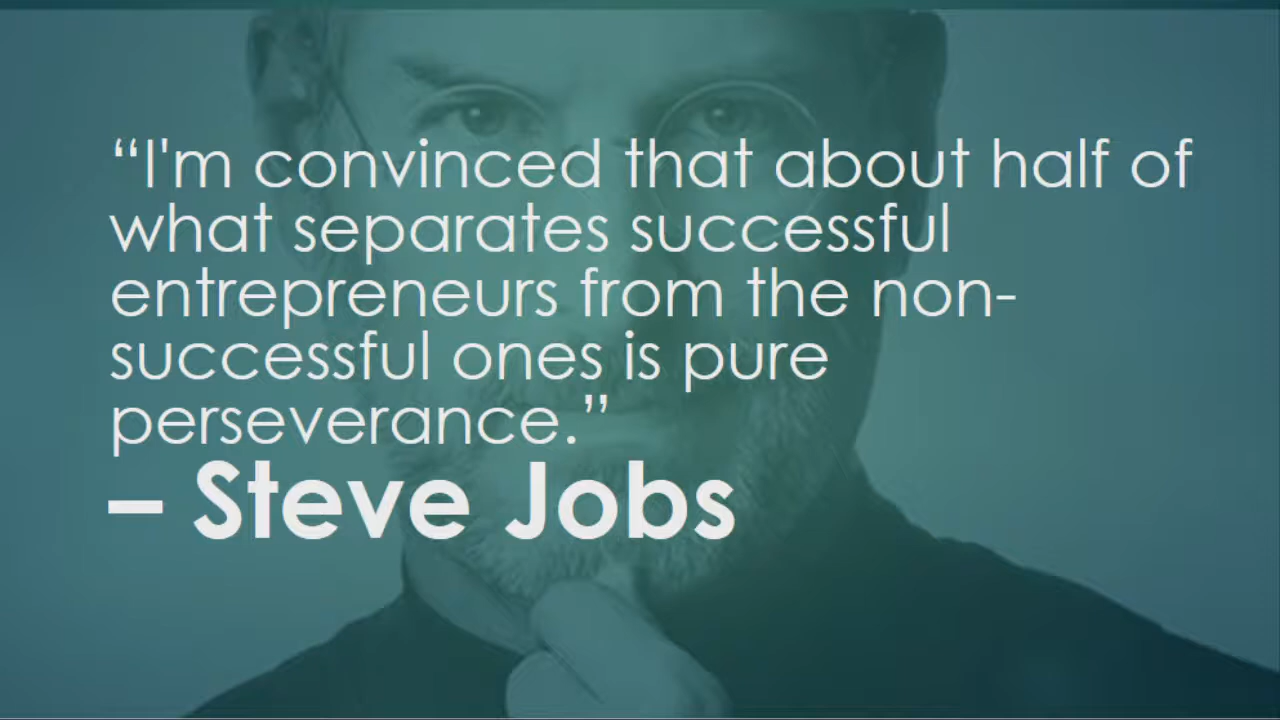 “I'm convinced that about half of
what separates successful
entrepreneurs from the non-
successful ones is pure
perseverance.”
– Steve Jobs